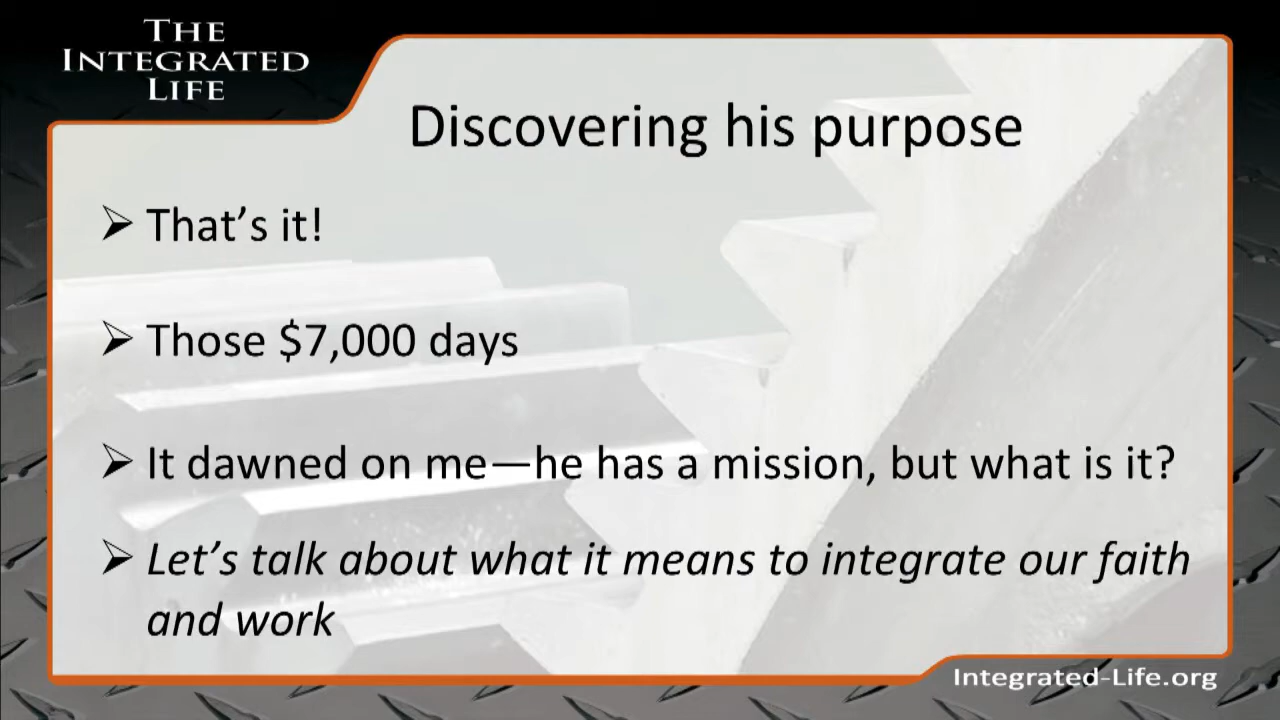 THE
INTEGRATED
LIFE
Discovering his purpose
➢ That's it!
➢ Those $7,000 days
➢ It dawned on me—he has a mission, but what is it?
➢ Let's talk about what it means to integrate our faith
and work
Integrated-Life.org